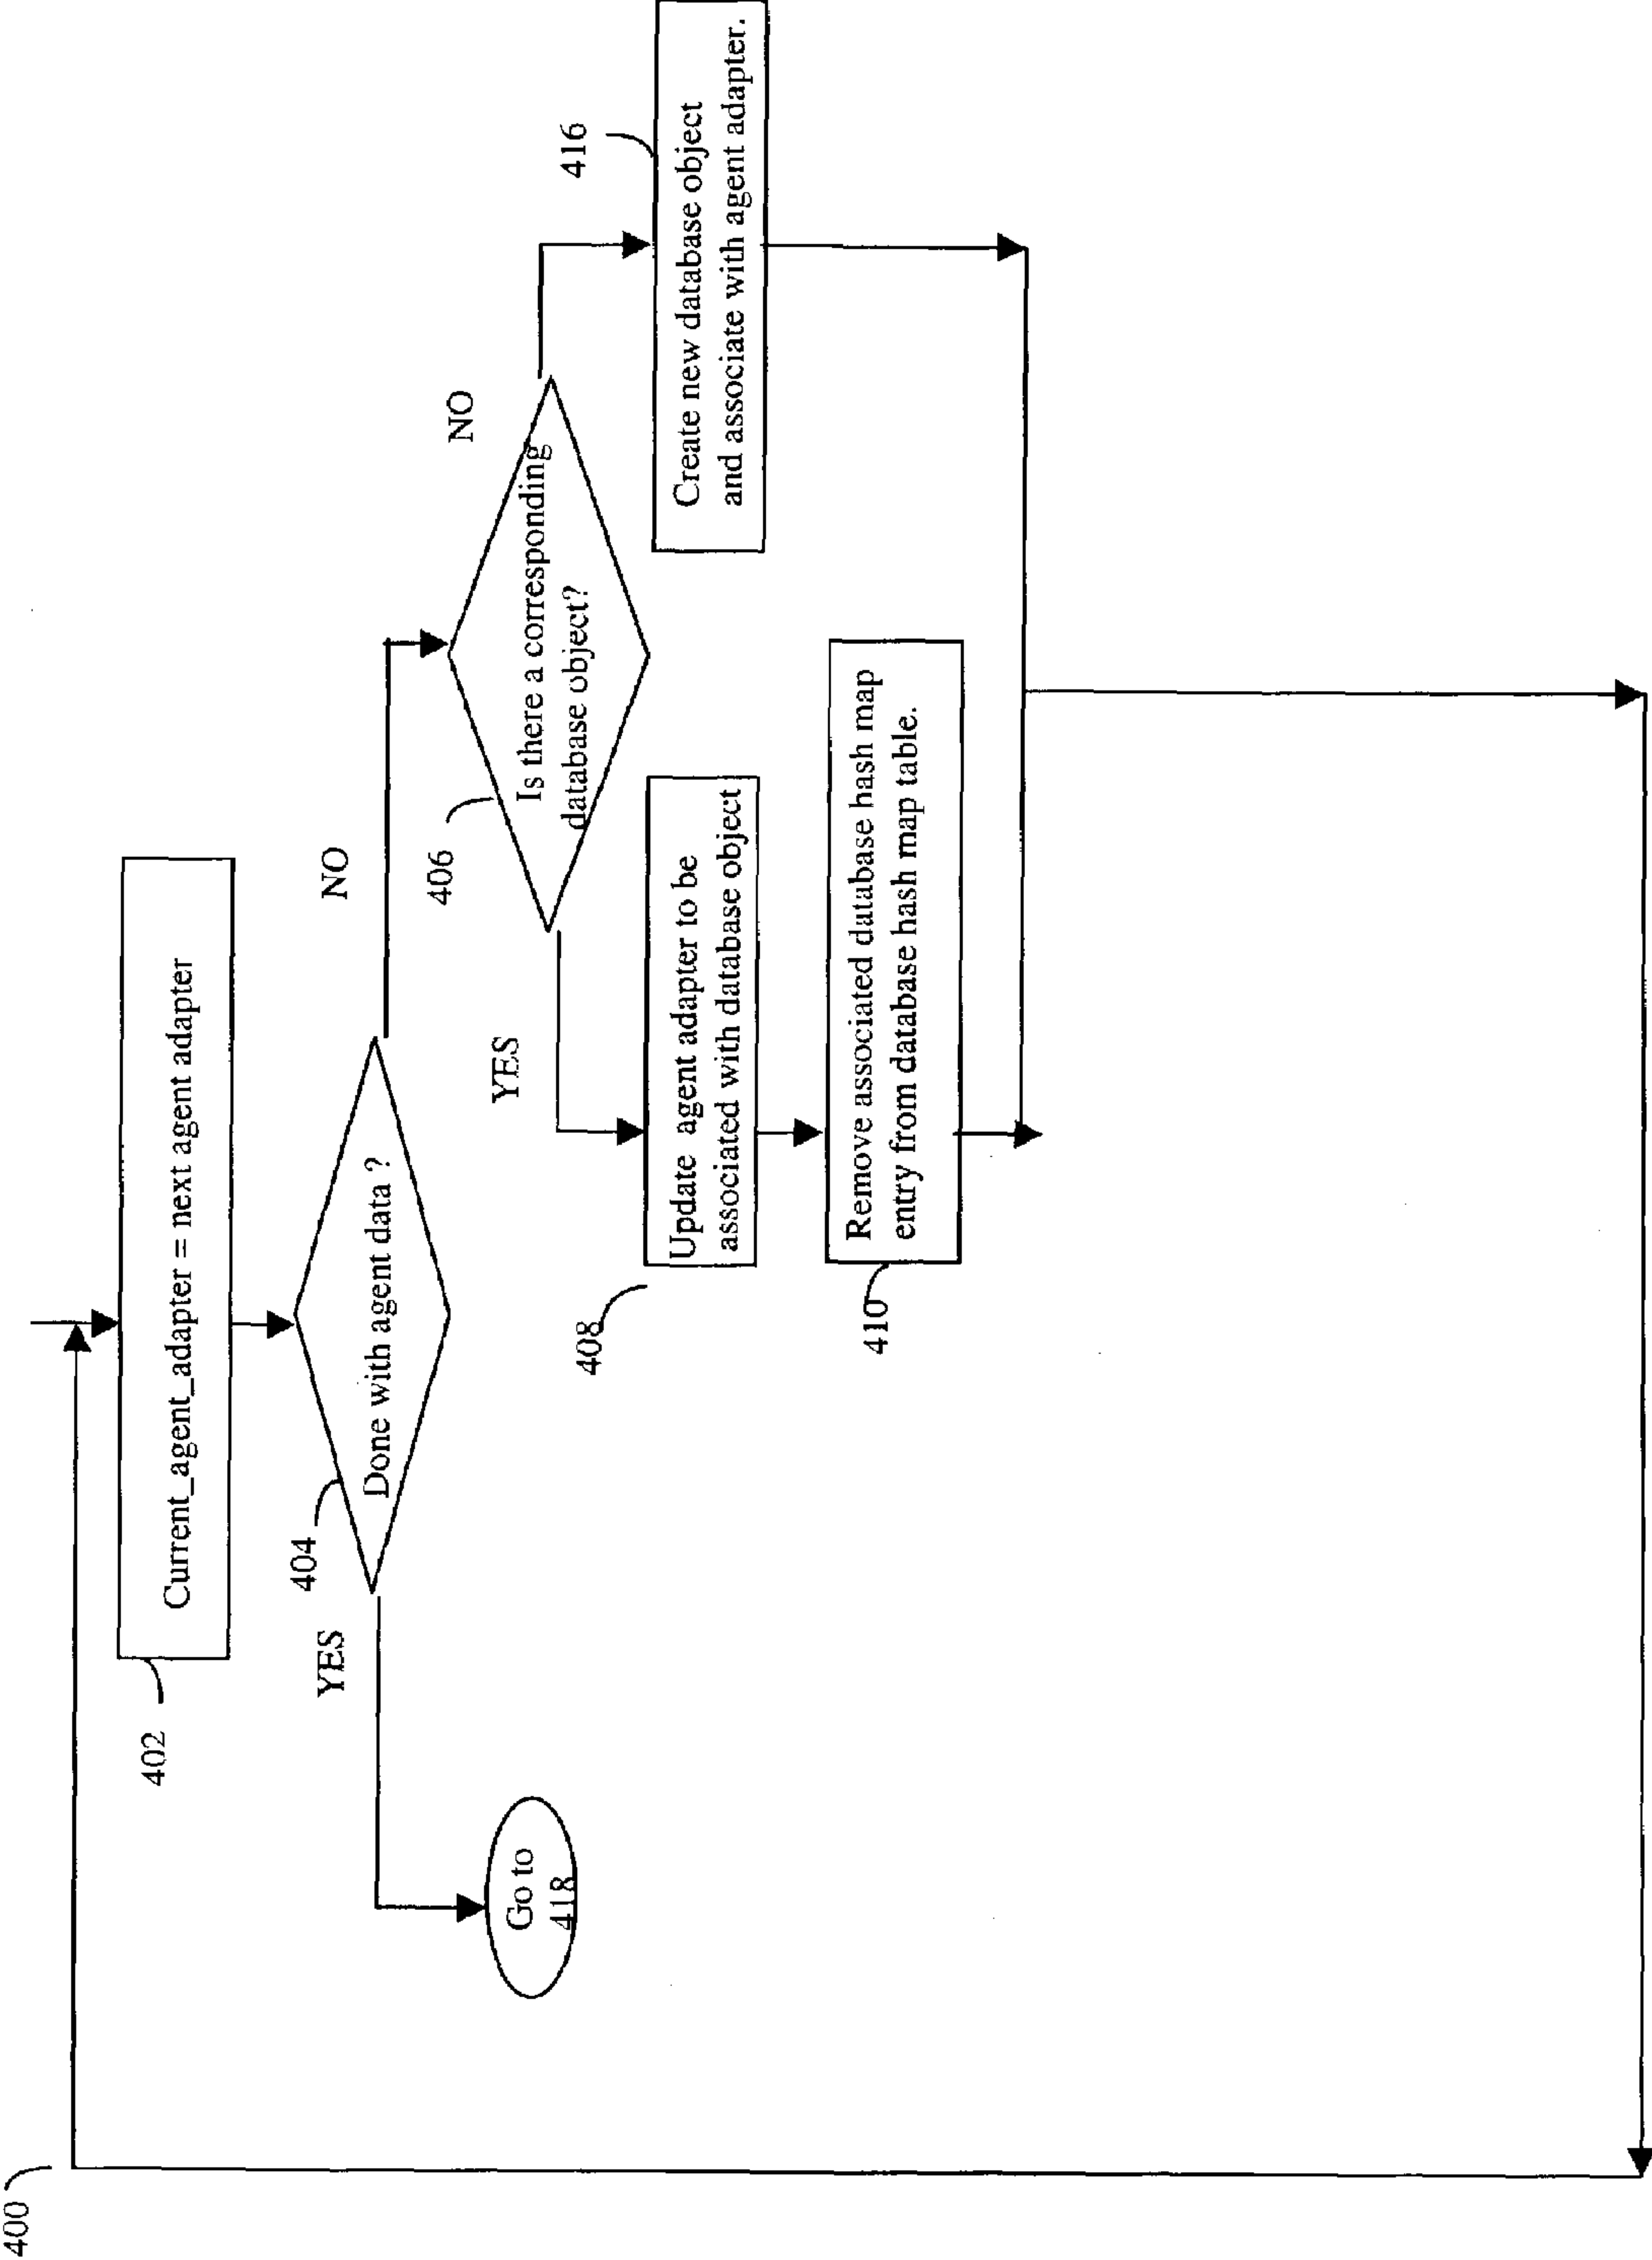 400
402
Current_agent_adapter = next agent adapter
404
Done with agent data ?
YES
NO
Go to
418
406
Is there a corresponding
database object?
YES
NO
408
Update agent adapter to be
associated with database object
416
Create new database object
and associate with agent adapter.
410
Remove associated database hash map
entry from database hash map table.